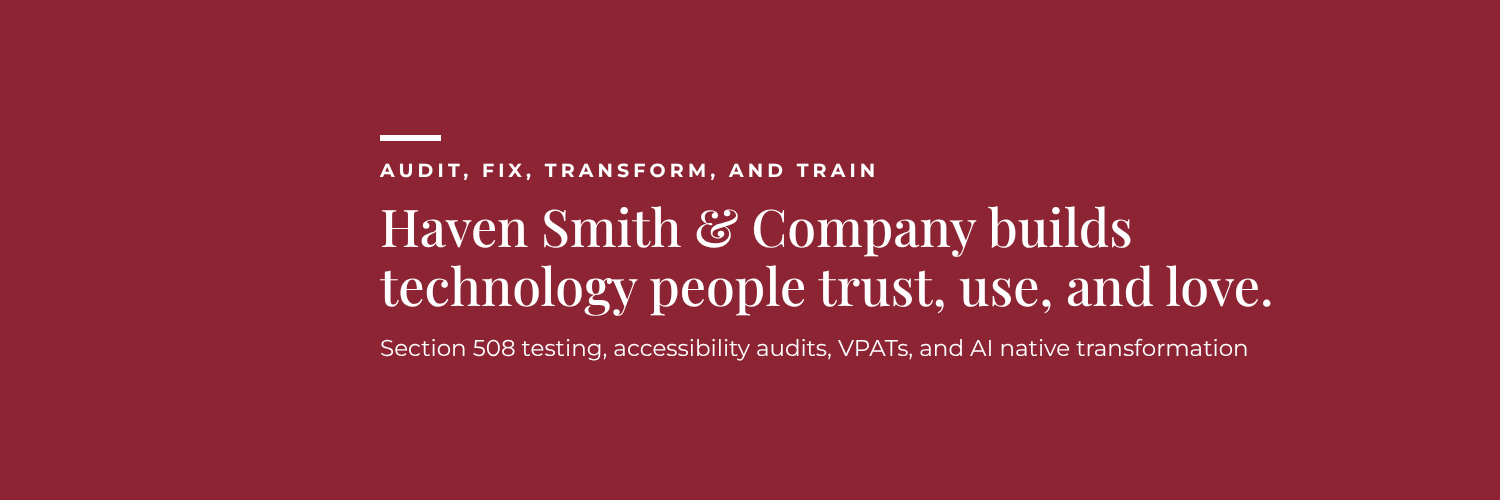 AUDIT, FIX, TRANSFORM, AND TRAIN
Haven Smith & Company builds
technology people trust, use, and love.
Section 508 testing, accessibility audits, VPATs, and AI native transformation